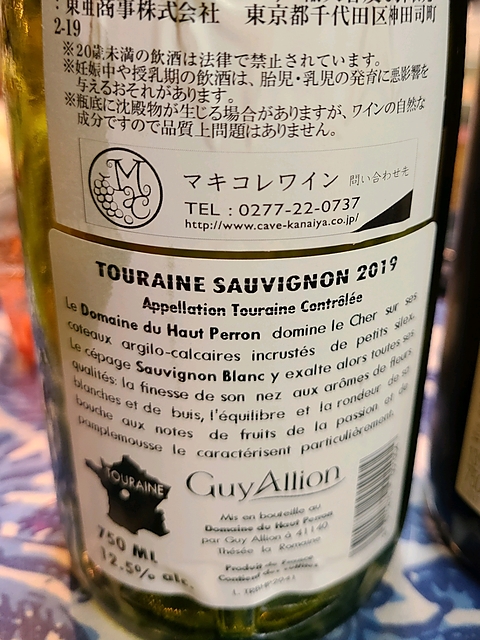 東亜商事株式会社 東京都千代田区神田司町
2-19
※20歳未満の飲酒は法律で禁止されています。
※妊娠中や授乳期の飲酒は、胎児・乳児の発育に悪影響を
与えるおそれがあります。
※瓶底に沈殿物が生じる場合がありますが、ワインの自然な
成分ですので品質上問題はありません。
マキコレワイン 問い合わせ先
TEL : 0277-22-0737
http://www.cave-kanaiya.co.jp/
TOURAINE SAUVIGNON 2019
Appellation Touraine Contrôlée
Le Domaine du Haut Perron domine le Cher sur ses
coteaux argilo-calcaires incrustés de petits silex.
Le cépage Sauvignon Blanc y exalte alors toutes ses
qualités: la finesse de son nez aux arômes de fleurs
blanches et de buis, l'équilibre et la rondeur de sa
bouche aux notes de fruits de la passion et de
pamplemousse le caractérisent particulièrement.
TOURAINE
Guy Allion
750 ML
12.5% alc.
Mis en bouteille au
Domaine du Haut Perron
par Guy Allion à 41140
Thésée la Romaine
Produit de France
Contient des sulfites